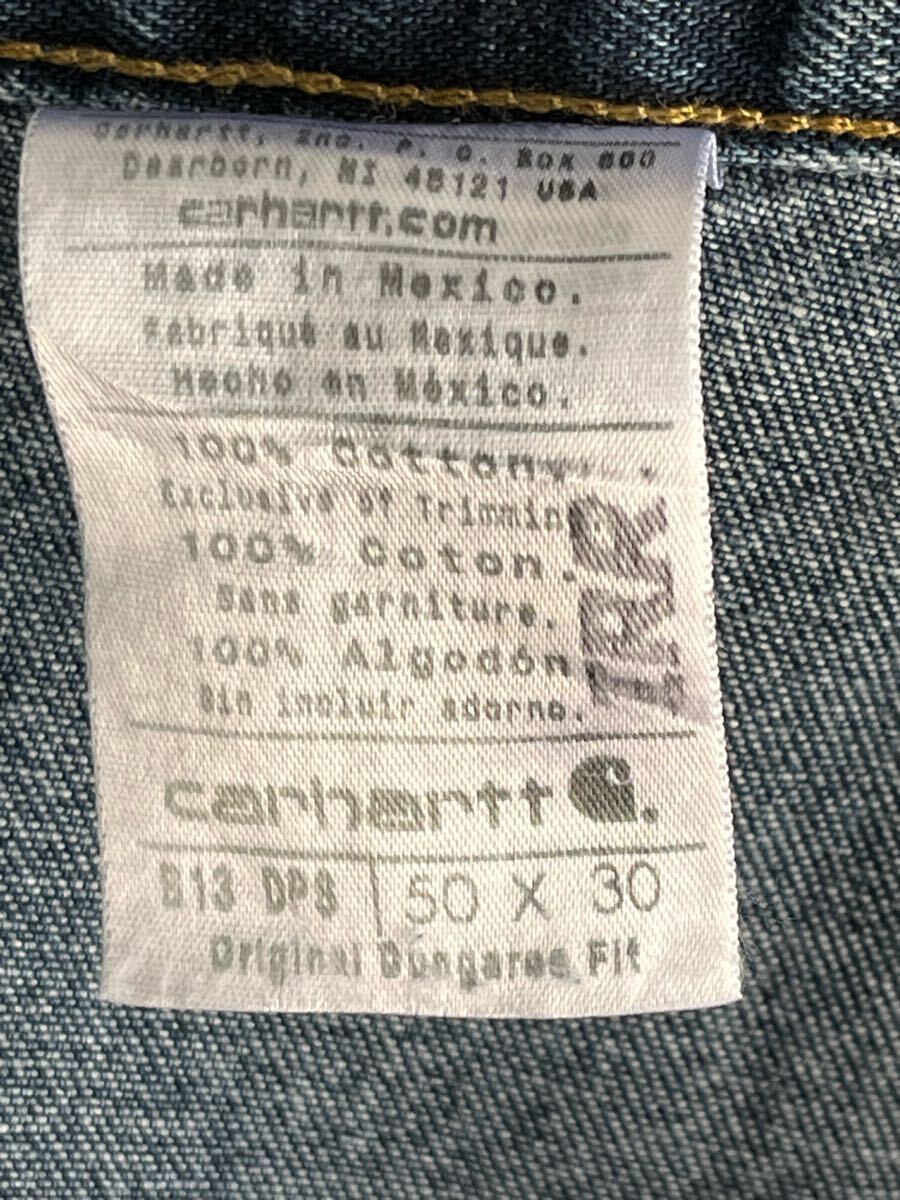 Carhartt, Inc. P. O. Box 600
Dearborn, MI 48121 USA
carhartt.com
Made in Mexico.
Fabriqué au Mexique.
Hecho en México.
100% Cotton
Exclusive of Trimming
100% Coton.
Sans garniture.
100% Algodón
Sin incluir adorno.
carhartt
B13 DPS 50 X 30
Original Dungaree Fit